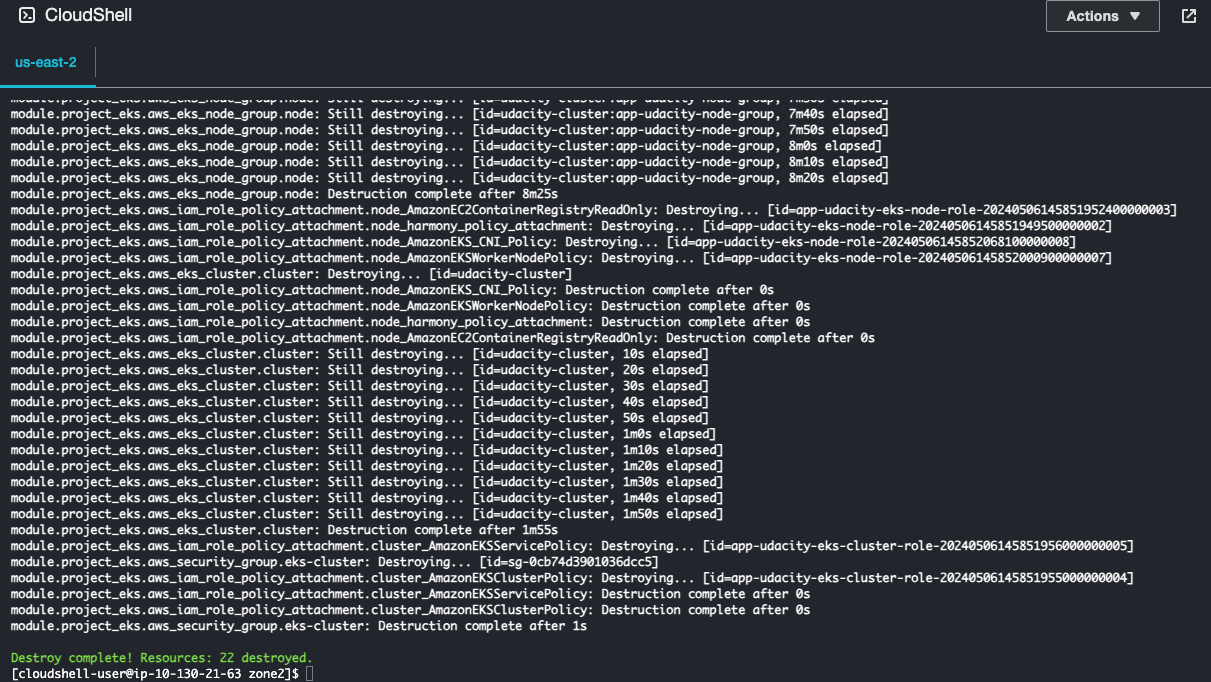 CloudShell
Actions
us-east-2
module.project_eks.aws_eks_node_group.node: Still destroying... [id=udacity-cluster:app-udacity-node-group, 7m30s elapsed]
module.project_eks.aws_eks_node_group.node: Still destroying... [id=udacity-cluster:app-udacity-node-group, 7m40s elapsed]
module.project_eks.aws_eks_node_group.node: Still destroying... [id=udacity-cluster:app-udacity-node-group, 7m50s elapsed]
module.project_eks.aws_eks_node_group.node: Still destroying... [id=udacity-cluster:app-udacity-node-group, 8m0s elapsed]
module.project_eks.aws_eks_node_group.node: Still destroying... [id=udacity-cluster:app-udacity-node-group, 8m10s elapsed]
module.project_eks.aws_eks_node_group.node: Still destroying... [id=udacity-cluster:app-udacity-node-group, 8m20s elapsed]
module.project_eks.aws_eks_node_group.node: Destruction complete after 8m25s
module.project_eks.aws_iam_role_policy_attachment.node_AmazonEC2ContainerRegistryReadOnly: Destroying... [id=app-udacity-eks-node-role-20240506145851952400000003]
module.project_eks.aws_iam_role_policy_attachment.node_harmony_policy_attachment: Destroying... [id=app-udacity-eks-node-role-20240506145851949500000002]
module.project_eks.aws_iam_role_policy_attachment.node_AmazonEKS_CNI_Policy: Destroying... [id=app-udacity-eks-node-role-20240506145852068100000008]
module.project_eks.aws_iam_role_policy_attachment.node_AmazonEKSWorkerNodePolicy: Destroying... [id=app-udacity-eks-node-role-20240506145852000900000007]
module.project_eks.aws_eks_cluster.cluster: Destroying... [id=udacity-cluster]
module.project_eks.aws_iam_role_policy_attachment.node_AmazonEKS_CNI_Policy: Destruction complete after 0s
module.project_eks.aws_iam_role_policy_attachment.node_AmazonEKSWorkerNodePolicy: Destruction complete after 0s
module.project_eks.aws_iam_role_policy_attachment.node_harmony_policy_attachment: Destruction complete after 0s
module.project_eks.aws_iam_role_policy_attachment.node_AmazonEC2ContainerRegistryReadOnly: Destruction complete after 0s
module.project_eks.aws_eks_cluster.cluster: Still destroying... [id=udacity-cluster, 10s elapsed]
module.project_eks.aws_eks_cluster.cluster: Still destroying... [id=udacity-cluster, 20s elapsed]
module.project_eks.aws_eks_cluster.cluster: Still destroying... [id=udacity-cluster, 30s elapsed]
module.project_eks.aws_eks_cluster.cluster: Still destroying... [id=udacity-cluster, 40s elapsed]
module.project_eks.aws_eks_cluster.cluster: Still destroying... [id=udacity-cluster, 50s elapsed]
module.project_eks.aws_eks_cluster.cluster: Still destroying... [id=udacity-cluster, 1m0s elapsed]
module.project_eks.aws_eks_cluster.cluster: Still destroying... [id=udacity-cluster, 1m10s elapsed]
module.project_eks.aws_eks_cluster.cluster: Still destroying... [id=udacity-cluster, 1m20s elapsed]
module.project_eks.aws_eks_cluster.cluster: Still destroying... [id=udacity-cluster, 1m30s elapsed]
module.project_eks.aws_eks_cluster.cluster: Still destroying... [id=udacity-cluster, 1m40s elapsed]
module.project_eks.aws_eks_cluster.cluster: Still destroying... [id=udacity-cluster, 1m50s elapsed]
module.project_eks.aws_eks_cluster.cluster: Destruction complete after 1m55s
module.project_eks.aws_iam_role_policy_attachment.cluster_AmazonEKSServicePolicy: Destroying... [id=app-udacity-eks-cluster-role-20240506145851956000000005]
module.project_eks.aws_security_group.eks-cluster: Destroying... [id=sg-0cb74d3901036dcc5]
module.project_eks.aws_iam_role_policy_attachment.cluster_AmazonEKSClusterPolicy: Destroying... [id=app-udacity-eks-cluster-role-20240506145851955000000004]
module.project_eks.aws_iam_role_policy_attachment.cluster_AmazonEKSServicePolicy: Destruction complete after 0s
module.project_eks.aws_iam_role_policy_attachment.cluster_AmazonEKSClusterPolicy: Destruction complete after 0s
module.project_eks.aws_security_group.eks-cluster: Destruction complete after 1s
Destroy complete! Resources: 22 destroyed.
[cloudshell-user@ip-10-130-21-63 zone2]$